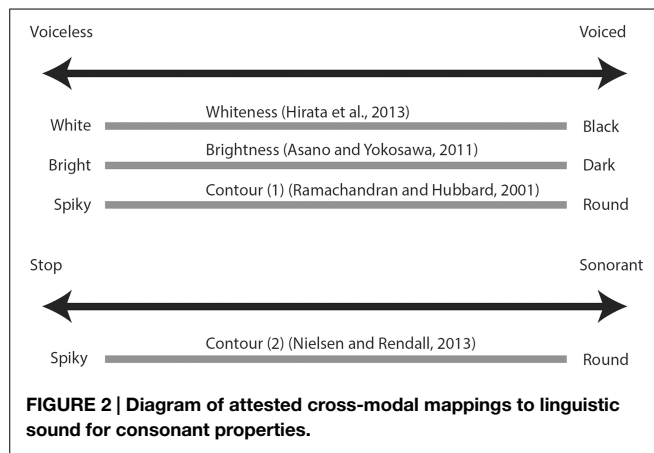 Voiceless Voiced
Whiteness (Hirata et al., 2013)
White Black
Brightness (Asano and Yokosawa, 2011)
Bright Dark
Contour (1) (Ramachandran and Hubbard, 2001)
Spiky Round
Stop Sonorant
Contour (2) (Nielsen and Rendall, 2013)
Spiky Round
FIGURE 2 | Diagram of attested cross-modal mappings to linguistic
sound for consonant properties.